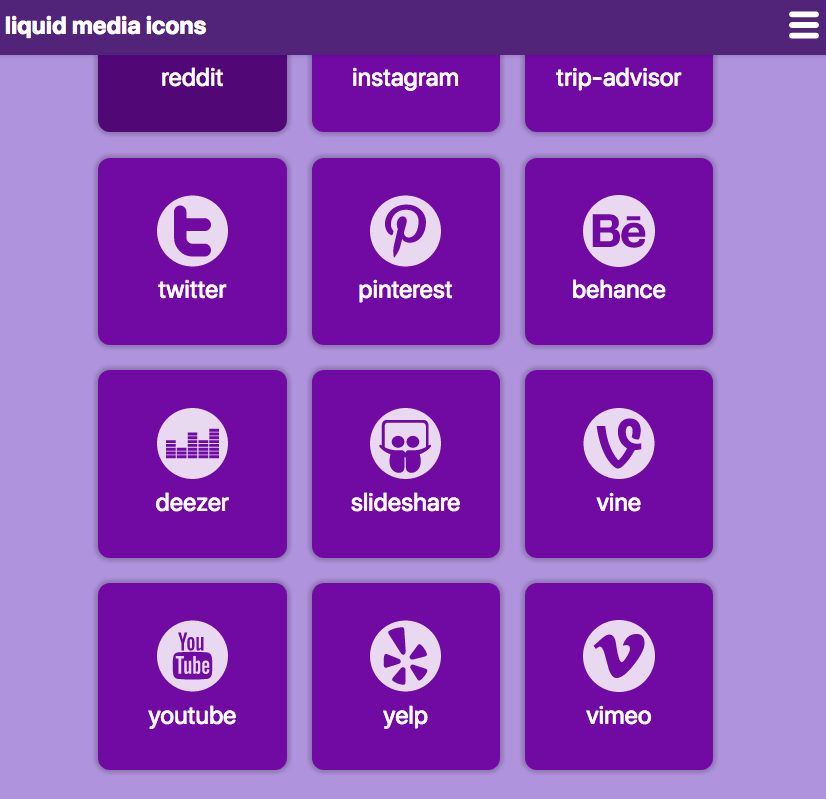 liquid media icons
reddit
instagram
trip-advisor
twitter
pinterest
Bē
behance
deezer
slideshare
vine
You
Tube
youtube
yelp
vimeo